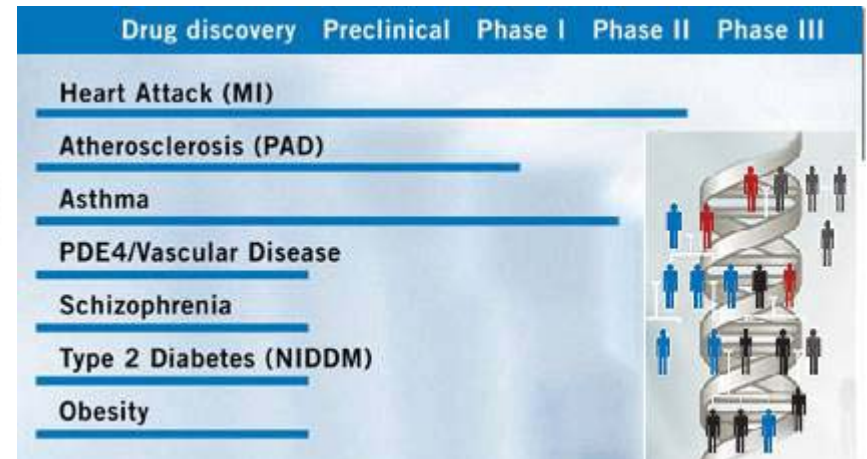 Drug discovery Preclinical Phase I Phase II Phase III
Heart Attack (MI)
Atherosclerosis (PAD)
Asthma
PDE4/Vascular Disease
Schizophrenia
Type 2 Diabetes (NIDDM)
Obesity